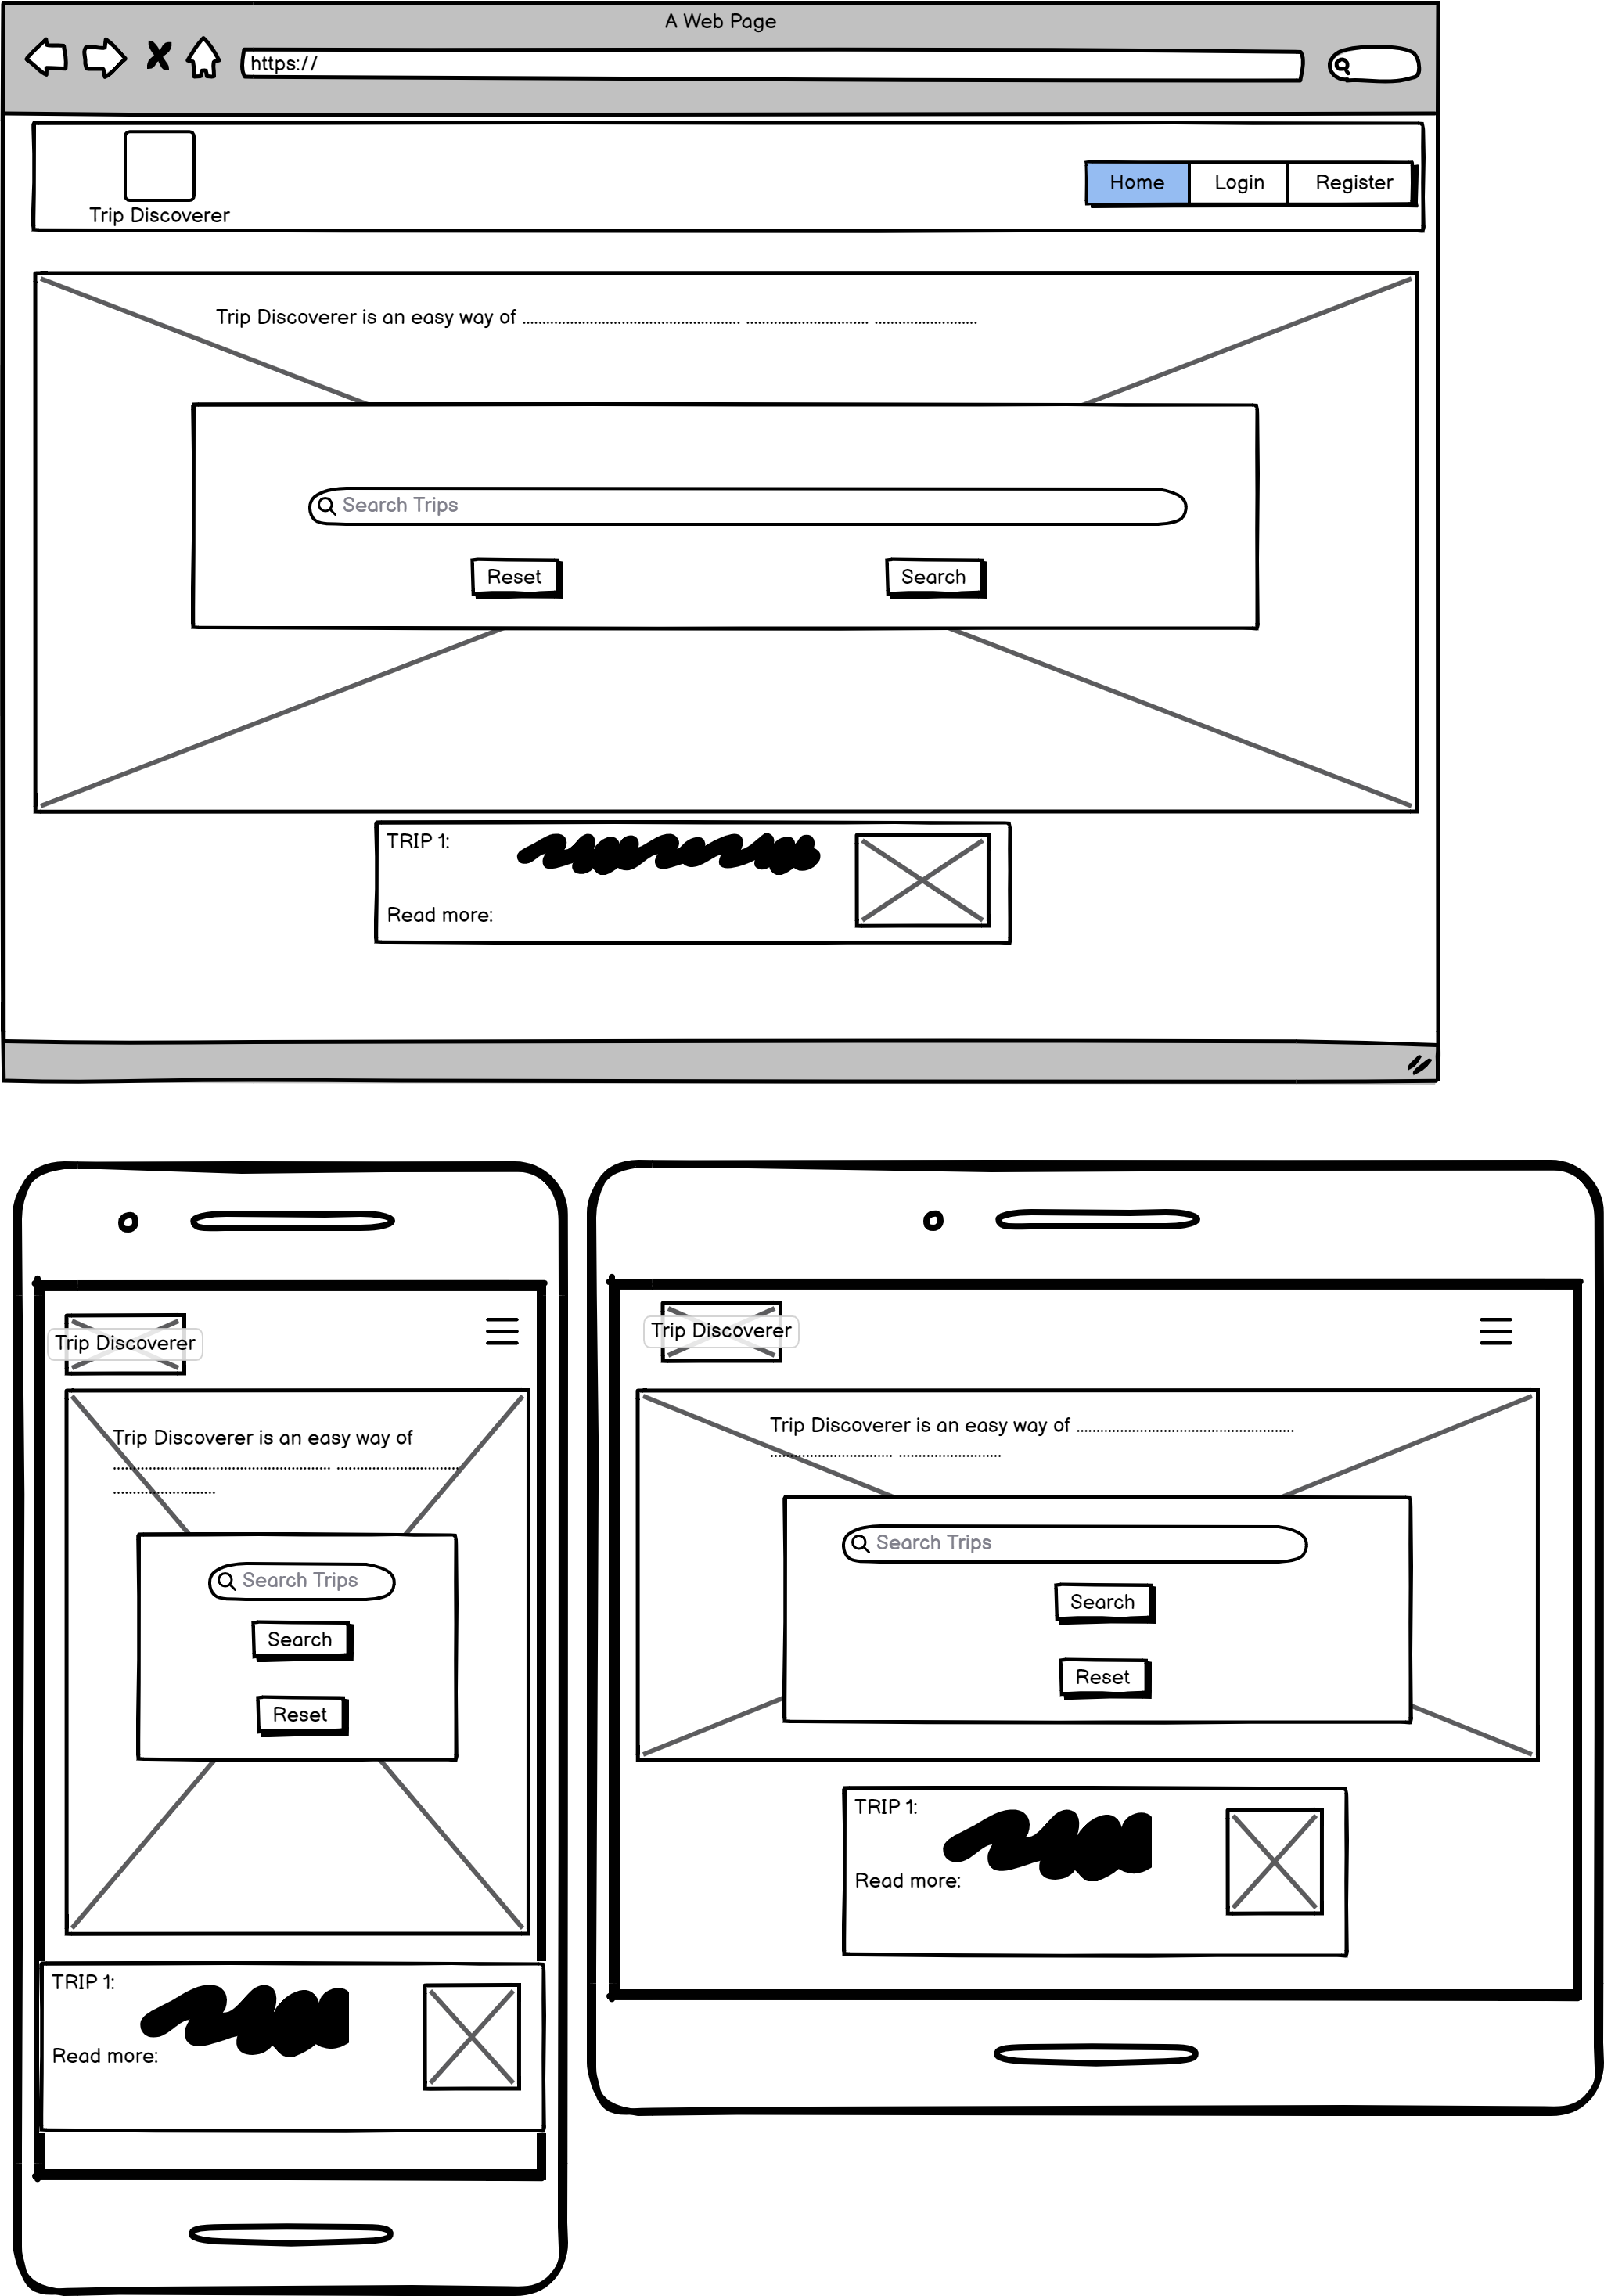 A Web Page
https://
Trip Discoverer
Home Login Register
Trip Discoverer is an easy way of ................................................ ........................... .......................
Search Trips
Reset Search
TRIP 1:
Read more:
Trip Discoverer
Trip Discoverer is an easy way of
................................................ ...........................
.......................
Search Trips
Search
Reset
TRIP 1:
Read more:
Trip Discoverer
Trip Discoverer is an easy way of ................................................
........................... .......................
Search Trips
Search
Reset
TRIP 1:
Read more: